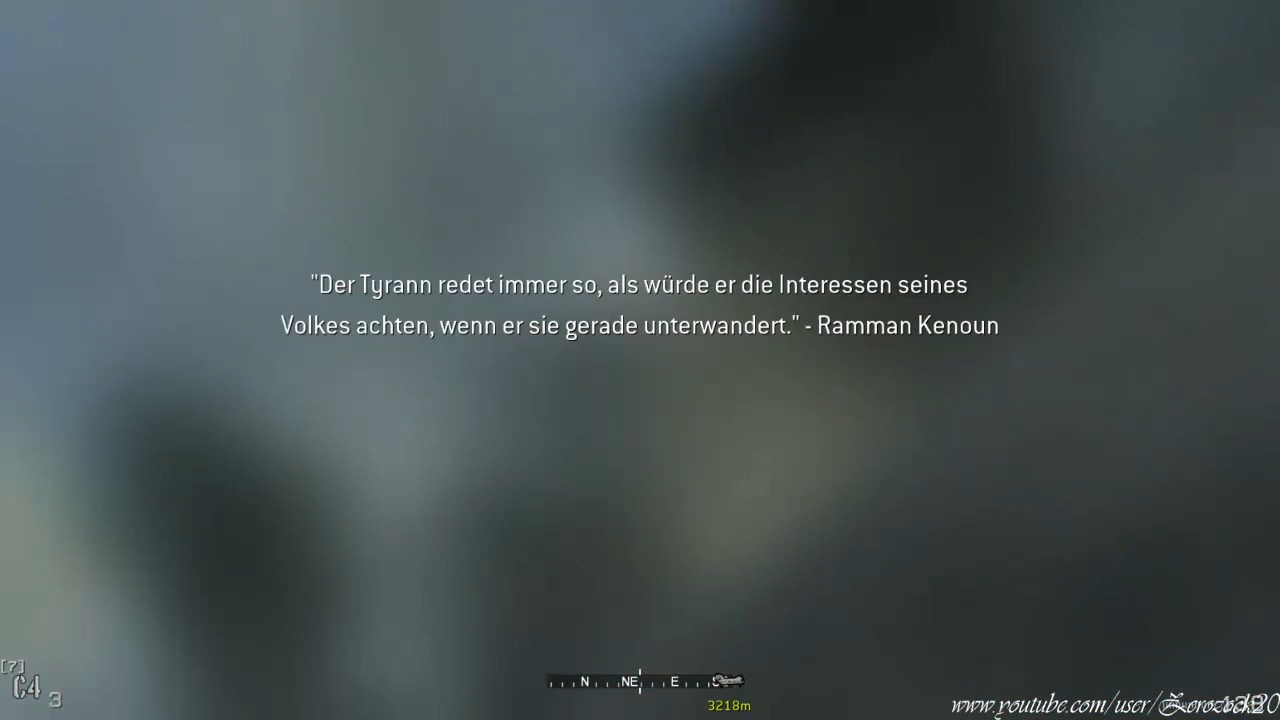 "Der Tyrann redet immer so, als würde er die Interessen seines
Volkes achten, wenn er sie gerade unterwandert." - Ramman Kenoun
[7]
C4 3
N NE E
3218m
www.youtube.com/user/